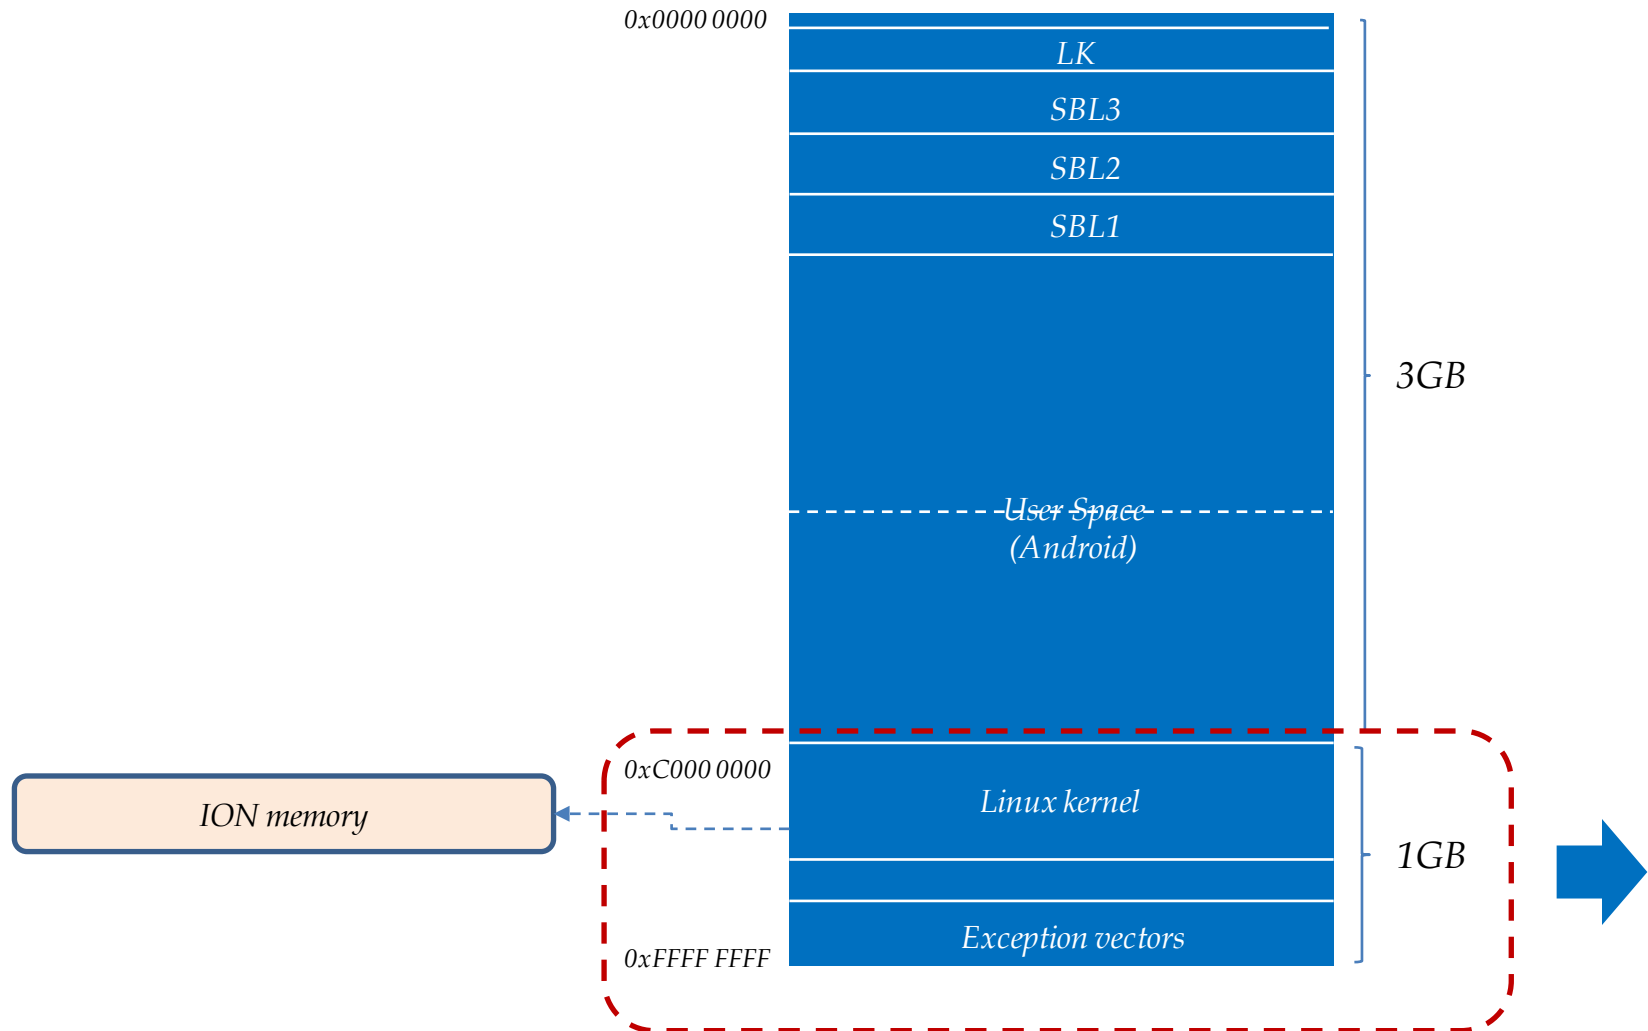 0x0000 0000
LK
SBL3
SBL2
SBL1
3GB
User Space
(Android)
0xC000 0000
Linux kernel
ION memory
1GB
Exception vectors
0xFFFF FFFF